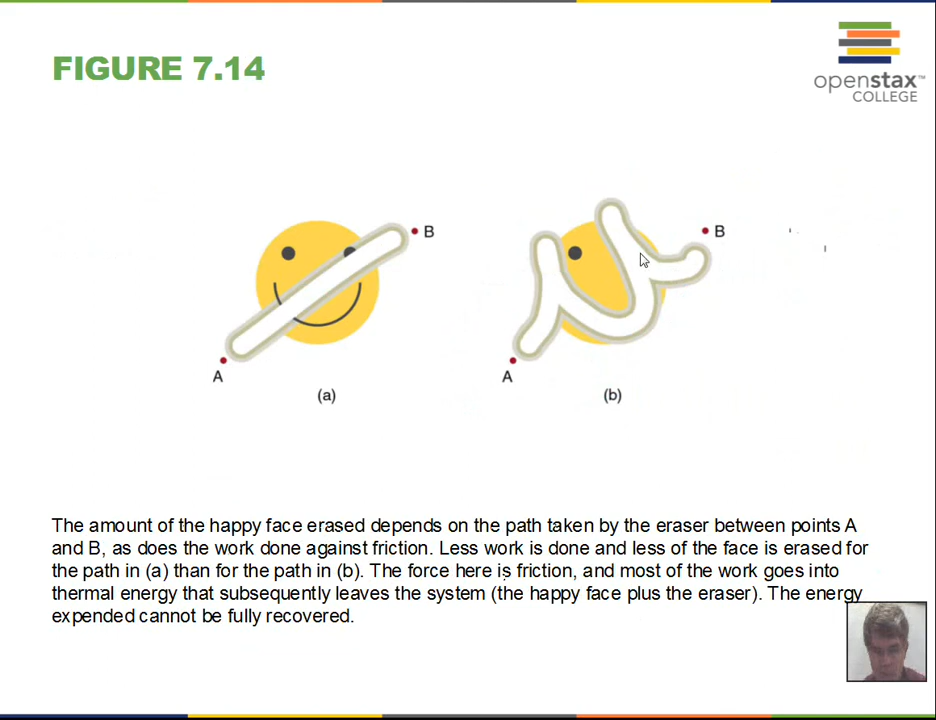 FIGURE 7.14
openstax™
COLLEGE
B
A
(a)
B
A
(b)
The amount of the happy face erased depends on the path taken by the eraser between points A
and B, as does the work done against friction. Less work is done and less of the face is erased for
the path in (a) than for the path in (b). The force here is friction, and most of the work goes into
thermal energy that subsequently leaves the system (the happy face plus the eraser). The energy
expended cannot be fully recovered.